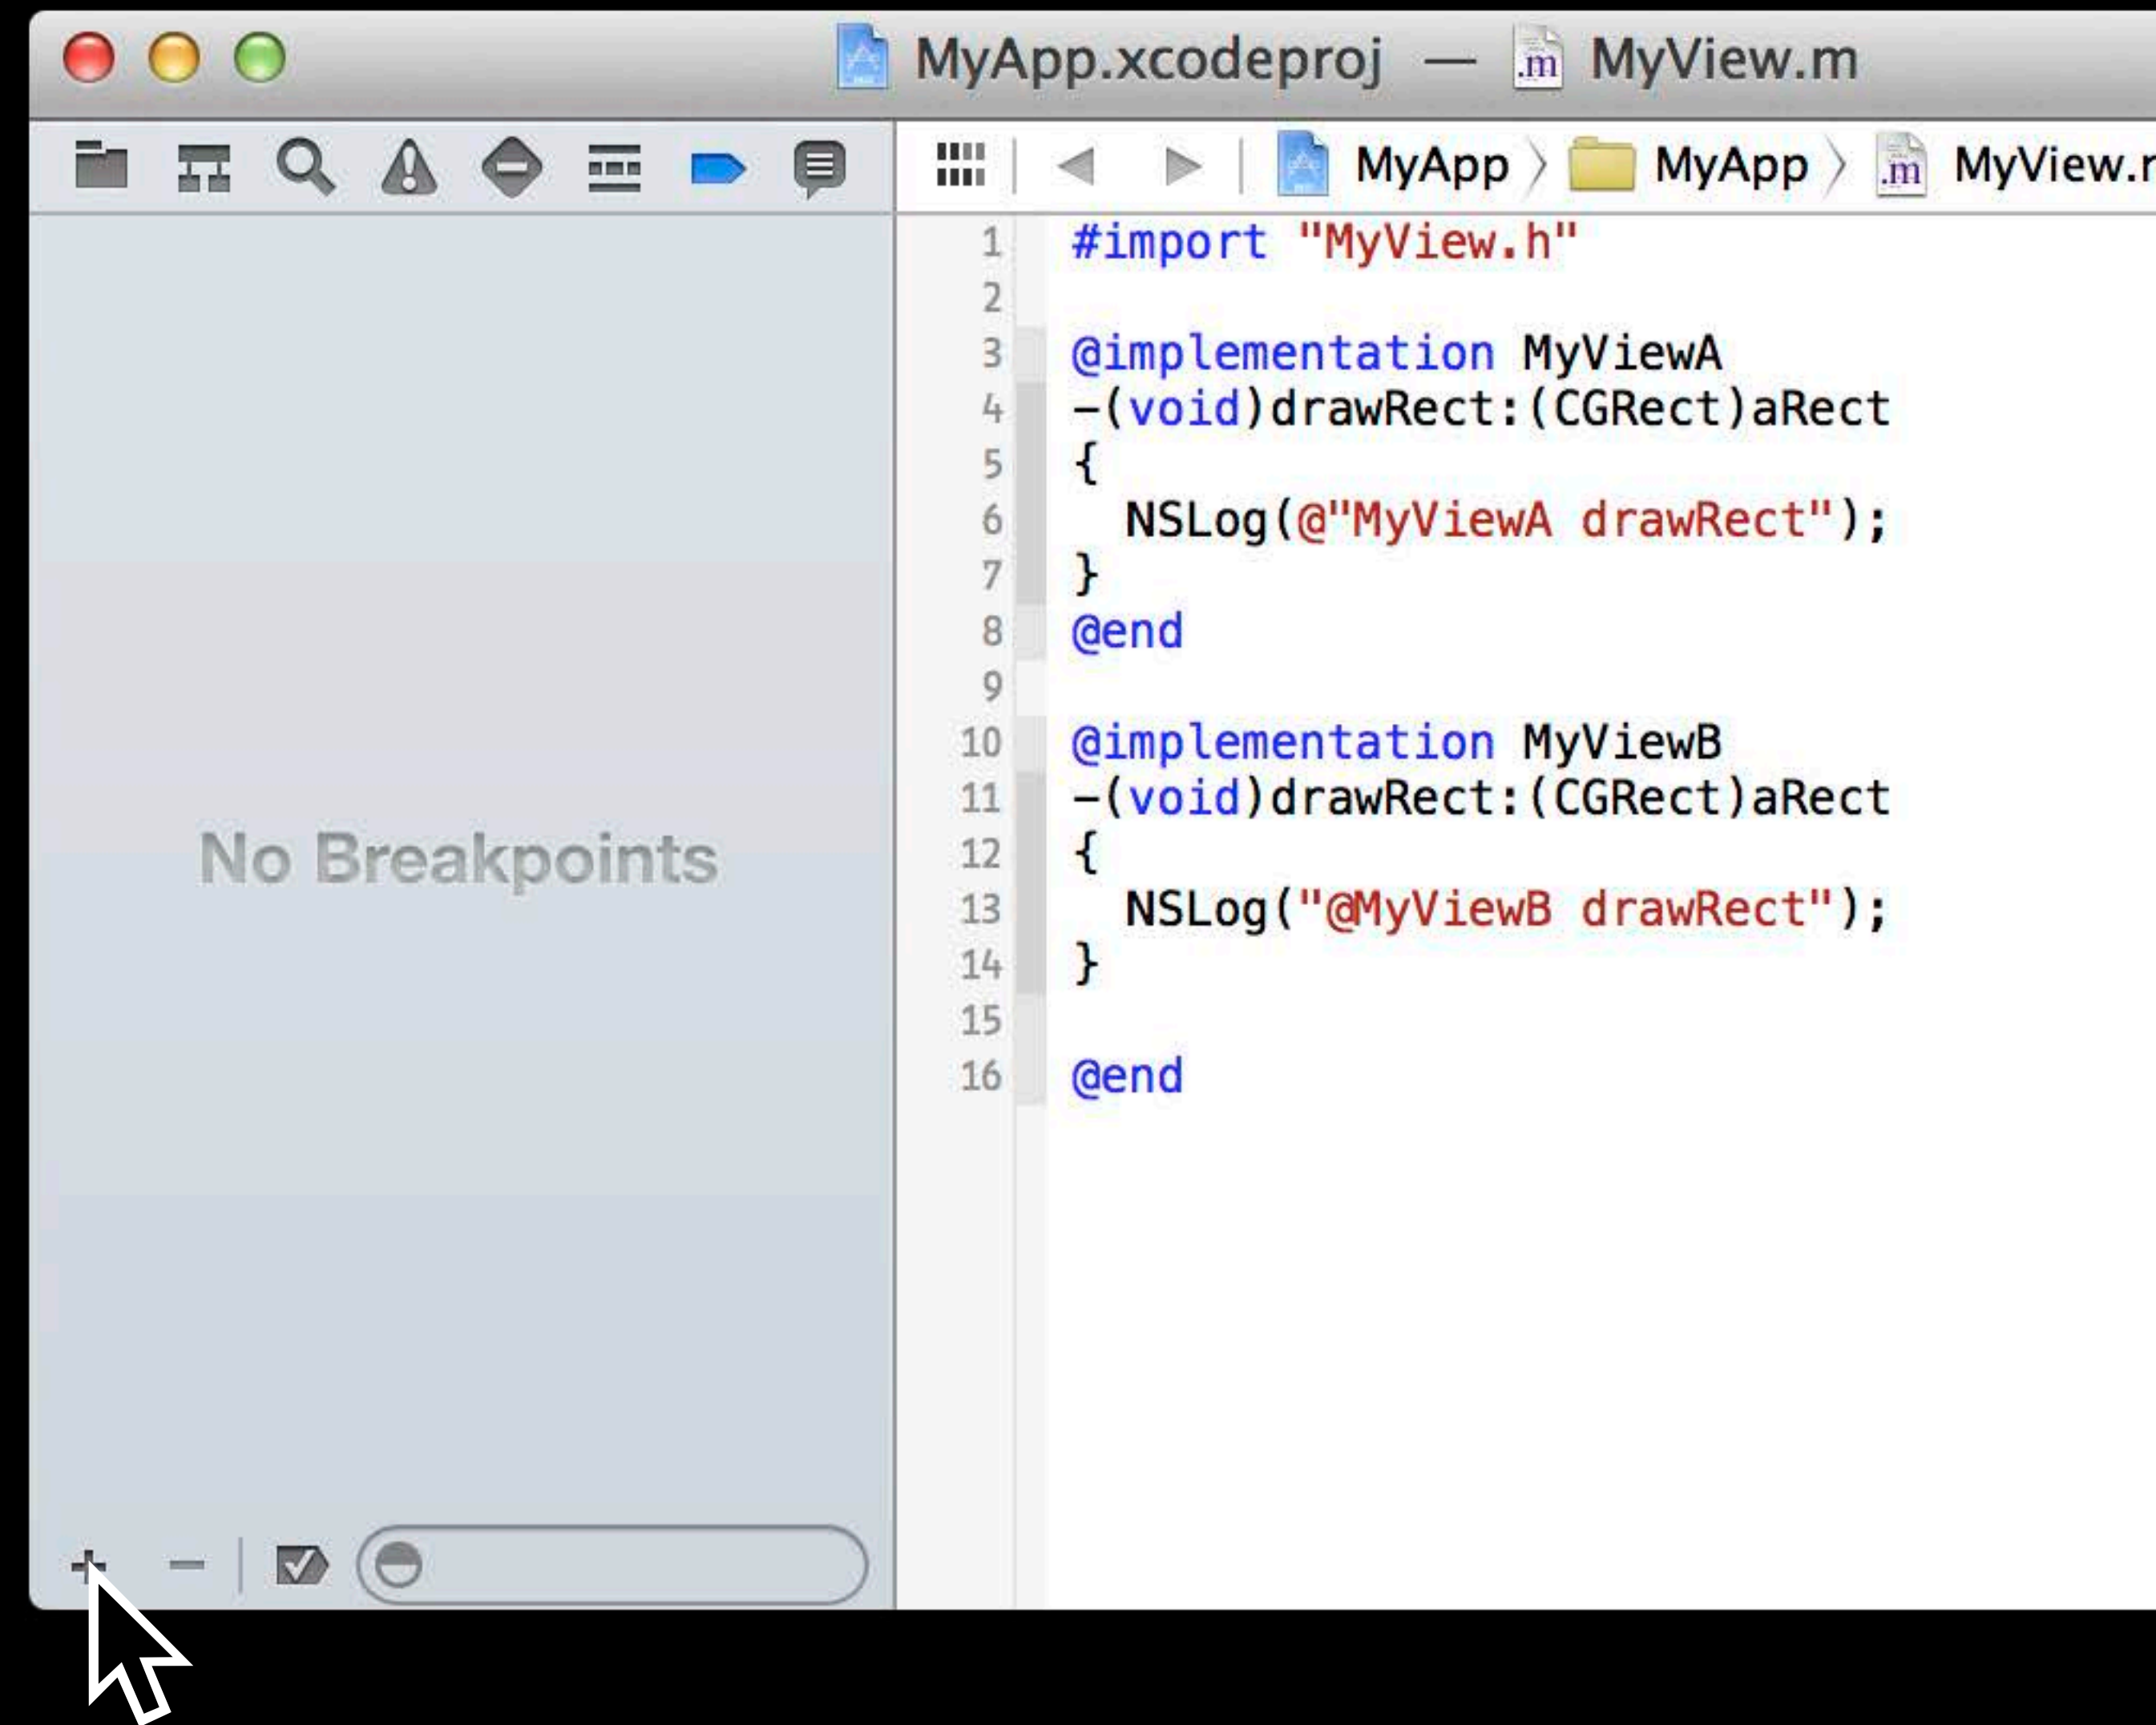 MyApp.xcodeproj — MyView.m
MyApp 〉 MyApp 〉 .m MyView.
1 #import "MyView.h"
2
3 @implementation MyViewA
4 -(void)drawRect:(CGRect)aRect
5 {
6   NSLog(@"MyViewA drawRect");
7 }
8 @end
9
10 @implementation MyViewB
11 -(void)drawRect:(CGRect)aRect
12 {
13   NSLog("@MyViewB drawRect");
14 }
15
16 @end
No Breakpoints